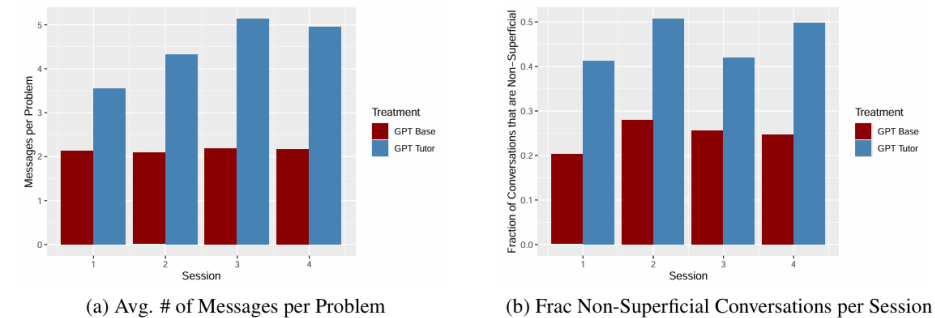 Messages per Problem
5
4
3
2
1
0
1 2 3 4
Session
Treatment
GPT Base
GPT Tutor
(a) Avg. # of Messages per Problem
Fraction of Conversations that are Non−Superficial
0.5
0.4
0.3
0.2
0.1
0.0
1 2 3 4
Session
Treatment
GPT Base
GPT Tutor
(b) Frac Non-Superficial Conversations per Session